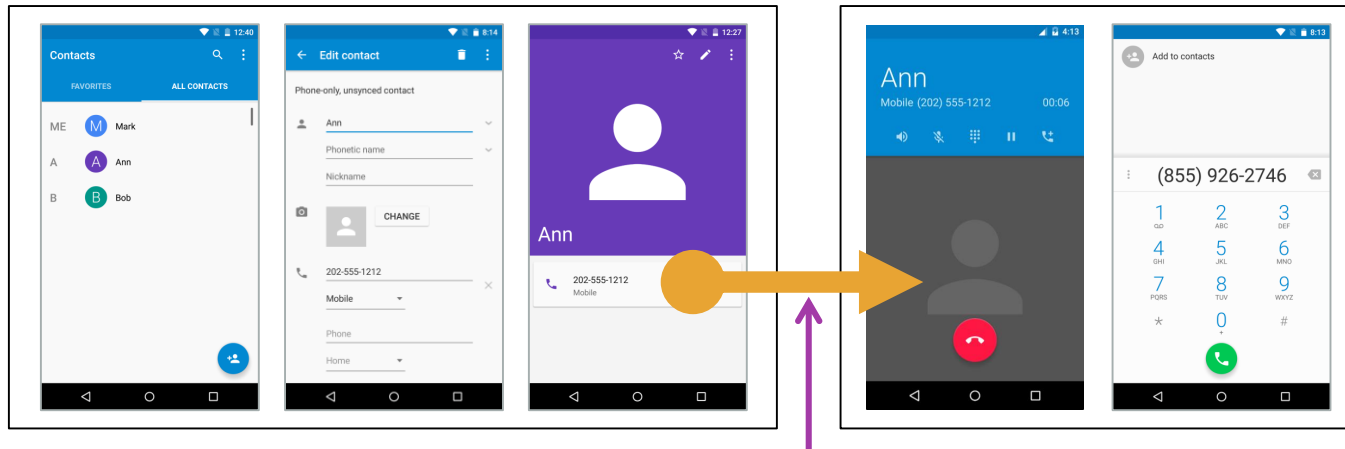 12:40
Contacts
FAVORITES ALL CONTACTS
ME M Mark
A A Ann
B B Bob
8:14
Edit contact
Phone-only, unsynced contact
Ann
Phonetic name
Nickname
CHANGE
202-555-1212
Mobile
Phone
Home
12:27
Ann
202-555-1212
Mobile
4:13
Ann
Mobile (202) 555-1212 00:06
8:13
Add to contacts
(855) 926-2746
1 2 3
ABC DEF
4 5 6
GHI JKL MNO
7 8 9
PQRS TUV WXYZ
* 0 #
+